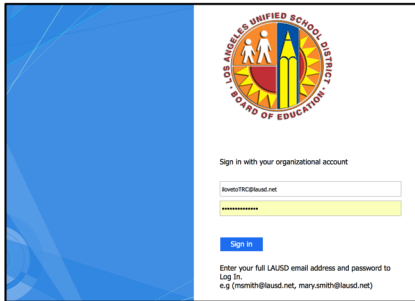 LOS ANGELES UNIFIED SCHOOL DISTRICT
BOARD OF EDUCATION
Sign in with your organizational account
ilovetoTRC@lausd.net
••••••••••••••
Sign in
Enter your full LAUSD email address and password to
Log In.
e.g (msmith@lausd.net, mary.smith@lausd.net)